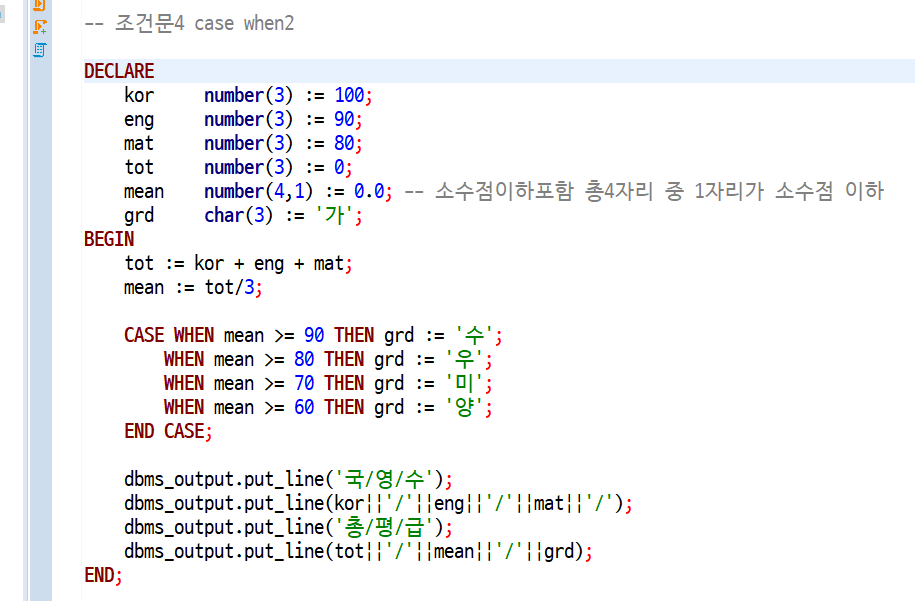 -- 조건문4 case when2
DECLARE
kor number(3) := 100;
eng number(3) := 90;
mat number(3) := 80;
tot number(3) := 0;
mean number(4,1) := 0.0; -- 소수점이하포함 총4자리 중 1자리가 소수점 이하
grd char(3) := '가';
BEGIN
tot := kor + eng + mat;
mean := tot/3;
CASE WHEN mean >= 90 THEN grd := '수';
WHEN mean >= 80 THEN grd := '우';
WHEN mean >= 70 THEN grd := '미';
WHEN mean >= 60 THEN grd := '양';
END CASE;
dbms_output.put_line('국/영/수');
dbms_output.put_line(kor||'/'||eng||'/'||mat||'/');
dbms_output.put_line('총/평/급');
dbms_output.put_line(tot||'/'||mean||'/'||grd);
END;